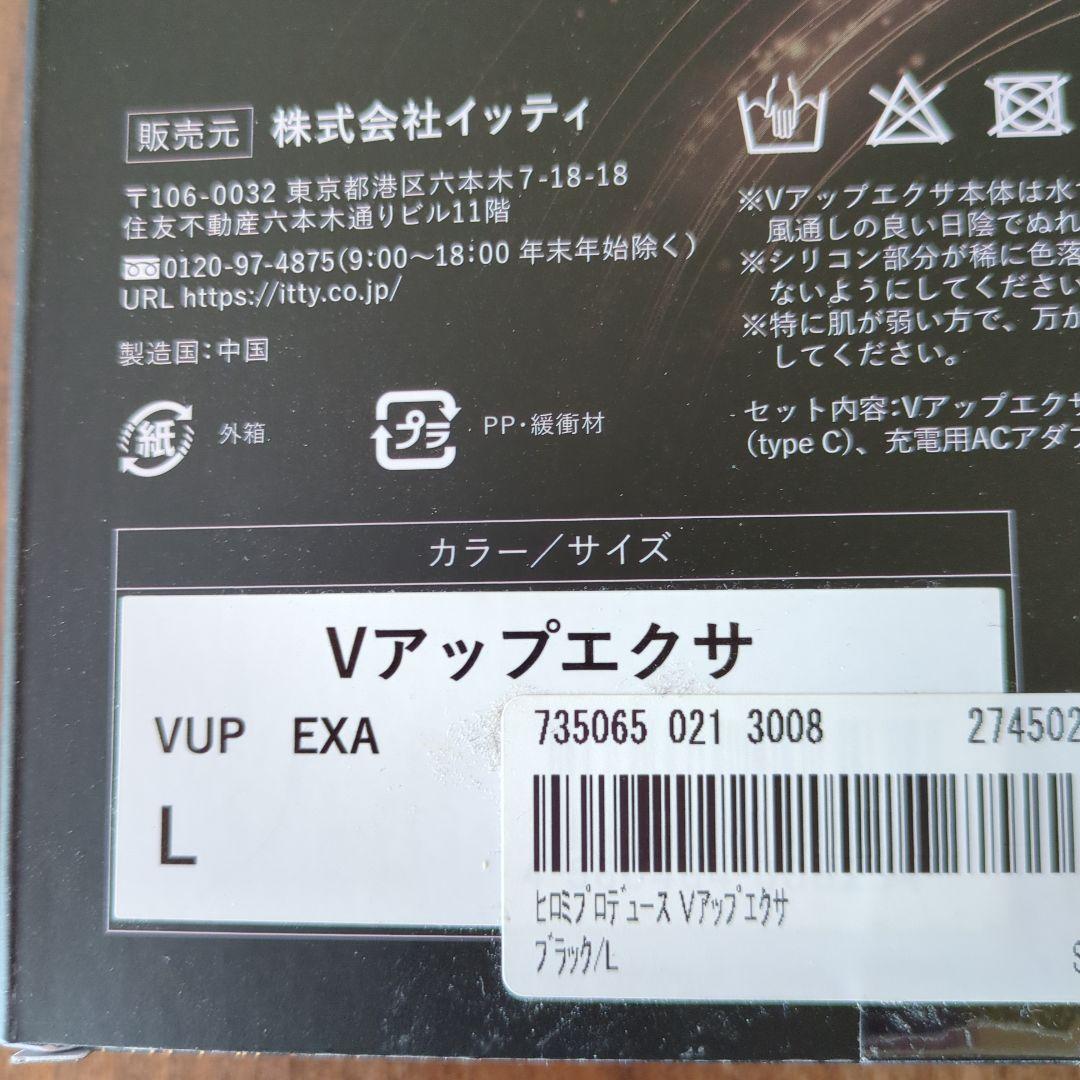 販売元 株式会社イッティ
〒106-0032 東京都港区六本木7-18-18
住友不動産六本木通りビル11階
0120-97-4875(9:00～18:00 年末年始除く)
URL https://itty.co.jp/
製造国：中国
紙 外箱
プラ PP・緩衝材
※Vアップエクサ本体は水
風通しの良い日陰でぬれ
※シリコン部分が稀に色落
ないようにしてください
※特に肌が弱い方で、万が
してください。
セット内容：Vアップエクサ
(type C)、充電用ACアダプ
カラー／サイズ
Vアップエクサ
VUP EXA
L
735065 021 3008 274502
ヒロミプロデュース Vアップエクサ
ブラック/L
S